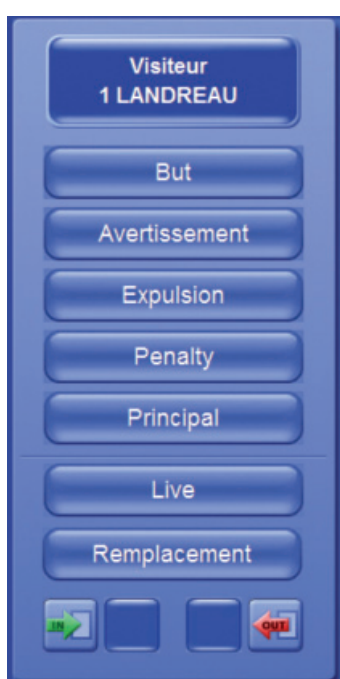 Visiteur
1 LANDREAU
But
Avertissement
Expulsion
Penalty
Principal
Live
Remplacement
IN OUT